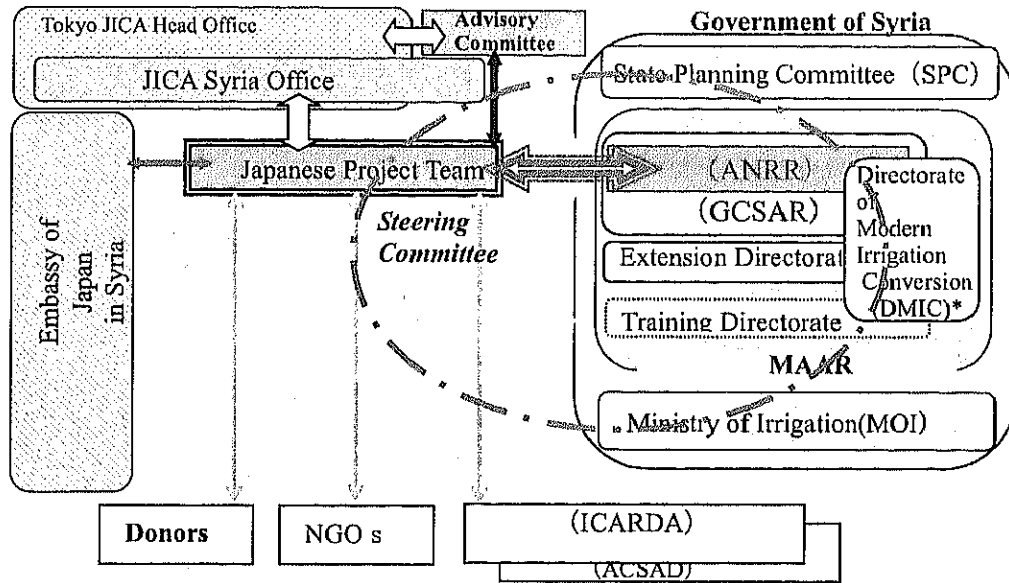 Tokyo JICA Head Office
JICA Syria Office
Advisory
Committee
Government of Syria
State Planning Committee (SPC)
Japanese Project Team
(ANRR)
(GCSAR)
Directorate
of
Modern
Irrigation
Conversion
(DMIC)*
Steering
Committee
Extension Directorat
Training Directorate
MAAR
Ministry of Irrigation(MOI)
Embassy of
Japan
in Syria
Donors
NGO s
(ICARDA)
(ACSAD)